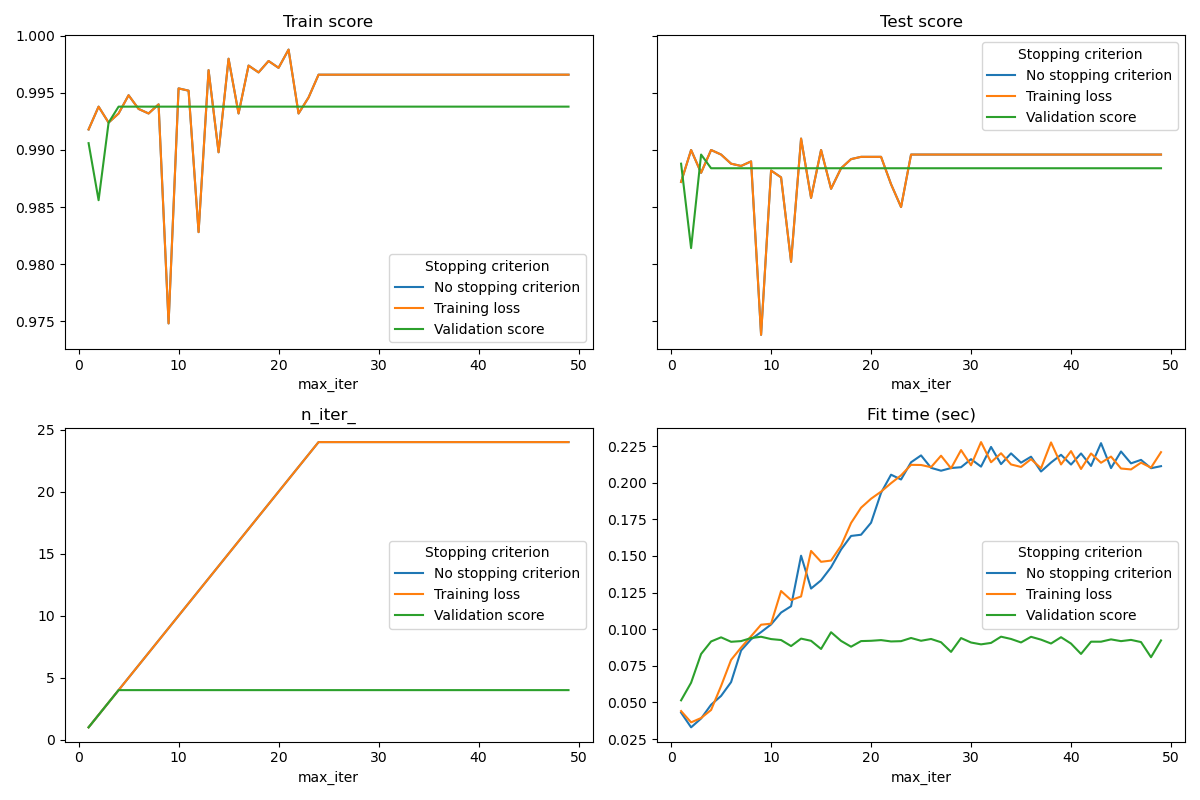 Train score
1.000
0.995
0.990
0.985
0.980
0.975
Stopping criterion
No stopping criterion
Training loss
Validation score
0 10 20 30 40 50
max_iter
Test score
Stopping criterion
No stopping criterion
Training loss
Validation score
0 10 20 30 40 50
max_iter
n_iter_
25
20
15
10
5
0
Stopping criterion
No stopping criterion
Training loss
Validation score
0 10 20 30 40 50
max_iter
Fit time (sec)
0.225
0.200
0.175
0.150
0.125
0.100
0.075
0.050
0.025
Stopping criterion
No stopping criterion
Training loss
Validation score
0 10 20 30 40 50
max_iter